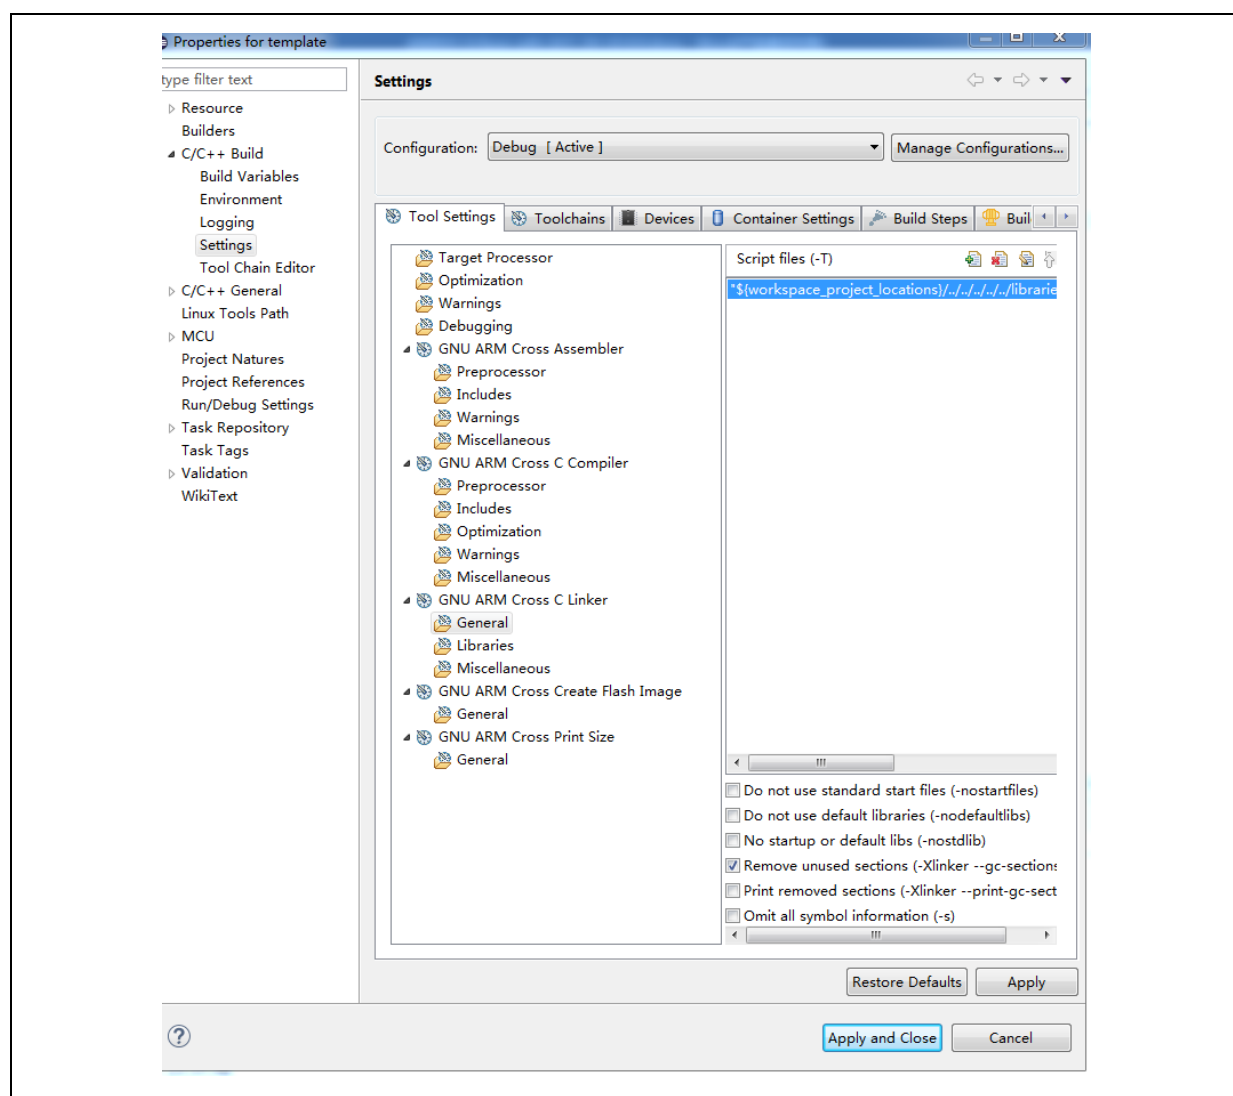 Properties for template
type filter text
Resource
Builders
C/C++ Build
Build Variables
Environment
Logging
Settings
Tool Chain Editor
C/C++ General
Linux Tools Path
MCU
Project Natures
Project References
Run/Debug Settings
Task Repository
Task Tags
Validation
WikiText
Settings
Configuration:
Debug [ Active ]
Manage Configurations...
Tool Settings
Toolchains
Devices
Container Settings
Build Steps
Buil
Target Processor
Optimization
Warnings
Debugging
GNU ARM Cross Assembler
Preprocessor
Includes
Warnings
Miscellaneous
GNU ARM Cross C Compiler
Preprocessor
Includes
Optimization
Warnings
Miscellaneous
GNU ARM Cross C Linker
General
Libraries
Miscellaneous
GNU ARM Cross Create Flash Image
General
GNU ARM Cross Print Size
General
Script files (-T)
"${workspace_project_locations}/../../../../../librarie
Do not use standard start files (-nostartfiles)
Do not use default libraries (-nodefaultlibs)
No startup or default libs (-nostdlib)
Remove unused sections (-Xlinker --gc-sections
Print removed sections (-Xlinker --print-gc-sect
Omit all symbol information (-s)
Restore Defaults
Apply
Apply and Close
Cancel